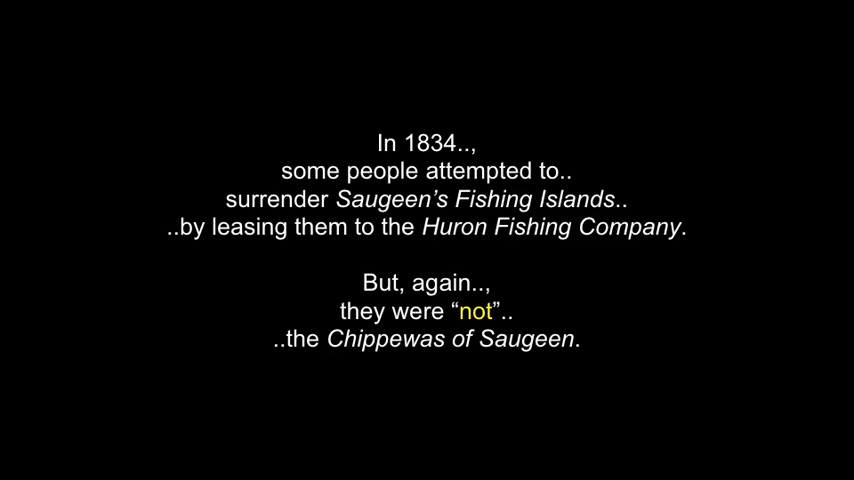 In 1834..,
some people attempted to..
surrender Saugeen’s Fishing Islands..
..by leasing them to the Huron Fishing Company.
But, again..,
they were “not”..
..the Chippewas of Saugeen.